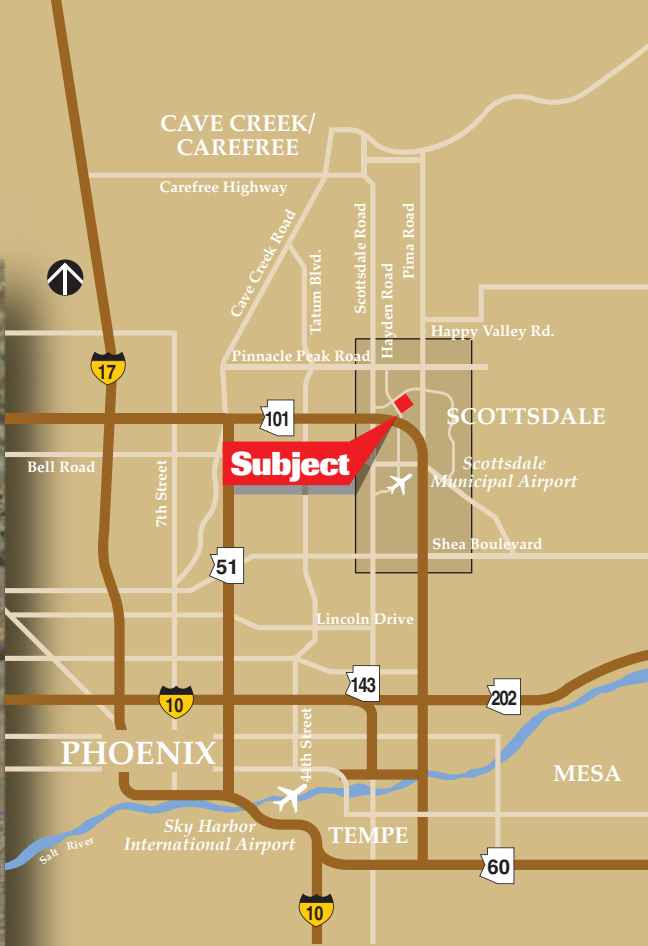 CAVE CREEK/
CAREFREE
Carefree Highway
Cave Creek Road
Tatum Blvd.
Scottsdale Road
Hayden Road
Pima Road
Happy Valley Rd.
Pinnacle Peak Road
17
101
SCOTTSDALE
Subject
Bell Road
7th Street
Scottsdale
Municipal Airport
Shea Boulevard
51
Lincoln Drive
143
202
10
44th Street
PHOENIX
MESA
Sky Harbor
International Airport
TEMPE
Salt River
60
10